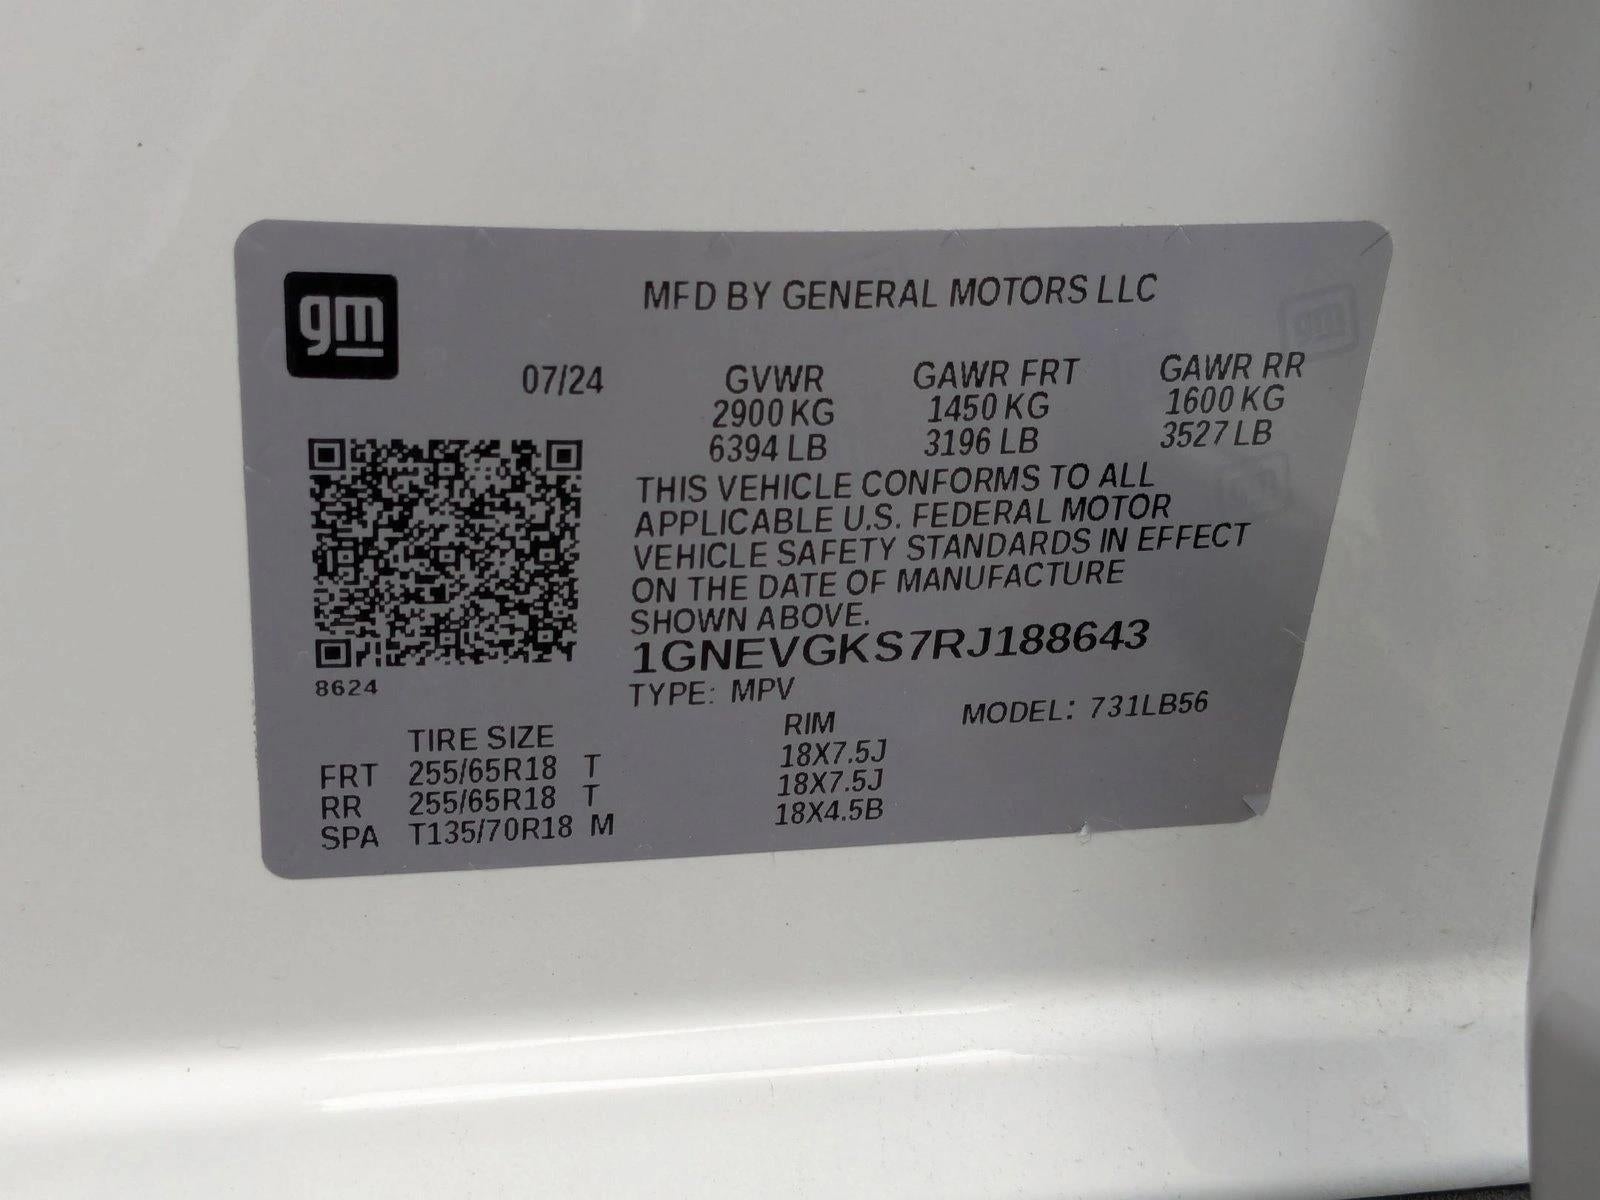 gm
MFD BY GENERAL MOTORS LLC
07/24 GVWR GAWR FRT GAWR RR
2900 KG 1450 KG 1600 KG
6394 LB 3196 LB 3527 LB
THIS VEHICLE CONFORMS TO ALL
APPLICABLE U.S. FEDERAL MOTOR
VEHICLE SAFETY STANDARDS IN EFFECT
ON THE DATE OF MANUFACTURE
SHOWN ABOVE.
1GNEVGKS7RJ188643
8624
TYPE: MPV MODEL: 731LB56
TIRE SIZE RIM
FRT 255/65R18 T 18X7.5J
RR 255/65R18 T 18X7.5J
SPA T135/70R18 M 18X4.5B